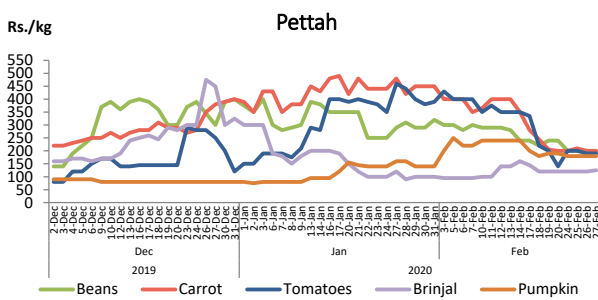 Pettah
Rs./kg
550
500
450
400
350
300
250
200
150
100
50
0
2-Dec
3-Dec
4-Dec
5-Dec
6-Dec
9-Dec
10-Dec
12-Dec
13-Dec
16-Dec
17-Dec
18-Dec
19-Dec
20-Dec
23-Dec
24-Dec
26-Dec
27-Dec
30-Dec
31-Dec
1-Jan
2-Jan
3-Jan
6-Jan
7-Jan
8-Jan
9-Jan
13-Jan
14-Jan
16-Jan
17-Jan
20-Jan
21-Jan
22-Jan
23-Jan
24-Jan
27-Jan
28-Jan
29-Jan
30-Jan
31-Jan
3-Feb
5-Feb
6-Feb
7-Feb
10-Feb
11-Feb
12-Feb
13-Feb
14-Feb
17-Feb
18-Feb
19-Feb
20-Feb
24-Feb
25-Feb
26-Feb
27-Feb
Dec Jan Feb
2019 2020
Beans Carrot Tomatoes Brinjal Pumpkin